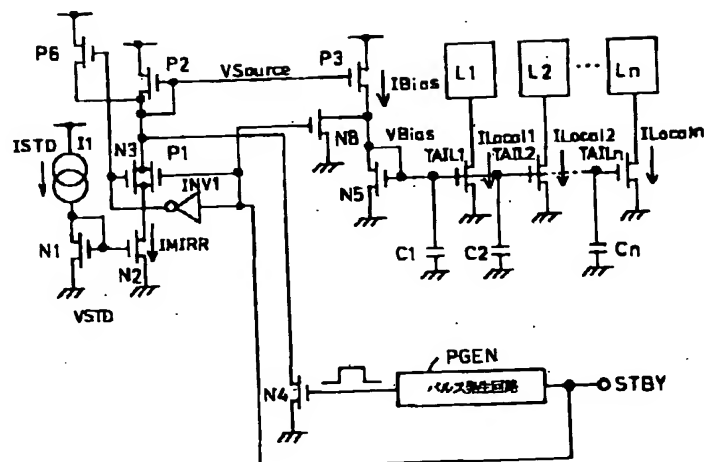 P6
P2
VSource
P3
IBias
L1
L2
...
Ln
ISTD
I1
N3
P1
N8
VBias
ILocal1
ILocal2
ILocaln
TAIL1
TAIL2
TAILn
INV1
N5
N1
N2
IMIRR
C1
C2
Cn
VSTD
PGEN
N4
パルス発生回路
STBY